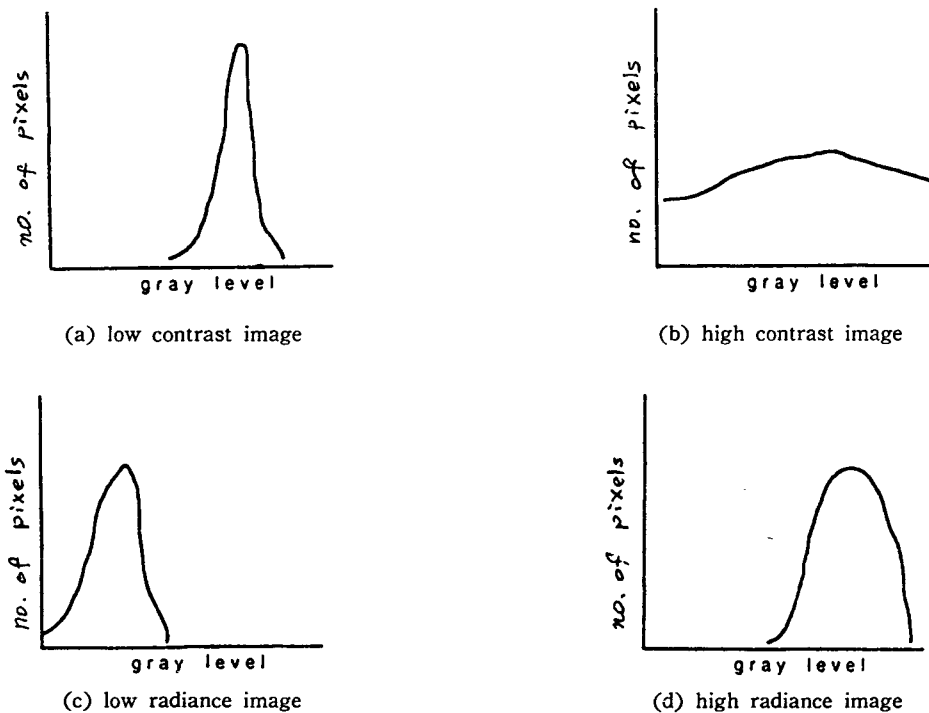 no. of pixels
gray level
(a) low contrast image
no. of pixels
gray level
(b) high contrast image
no. of pixels
gray level
(c) low radiance image
no. of pixels
gray level
(d) high radiance image